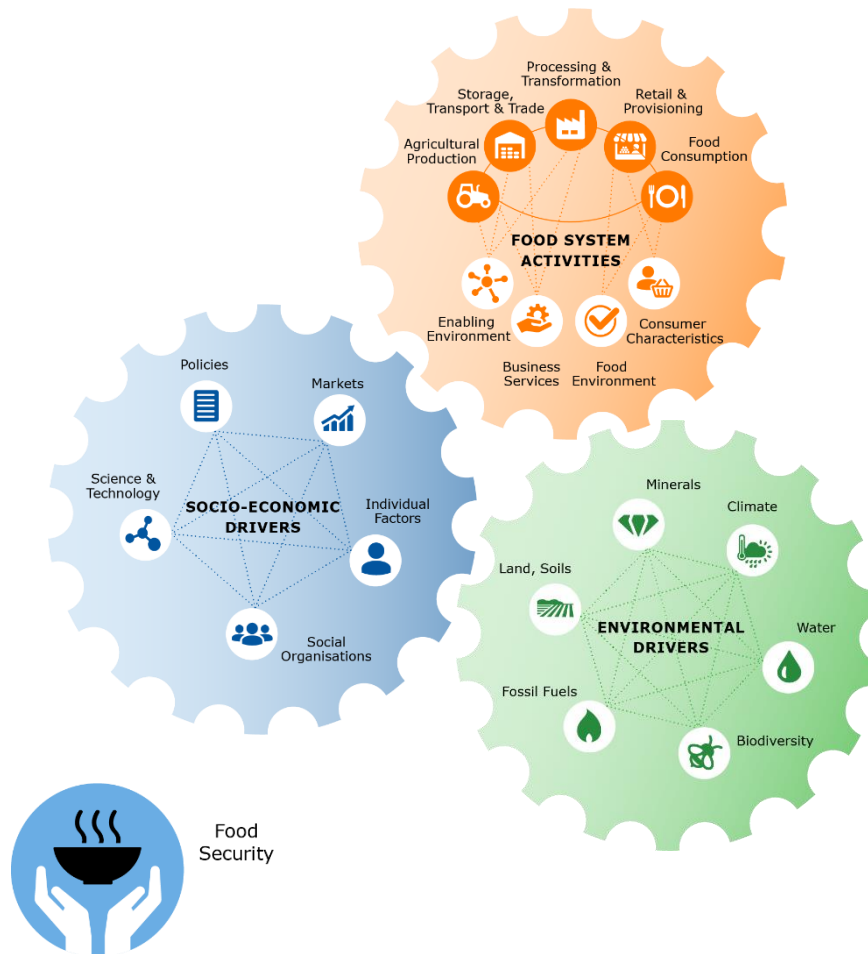 Processing &
Transformation
Storage,
Transport & Trade
Retail &
Provisioning
Agricultural
Production
Food
Consumption
FOOD SYSTEM
ACTIVITIES
Enabling
Environment
Business
Services
Food
Environment
Consumer
Characteristics
Policies
Markets
Science &
Technology
SOCIO-ECONOMIC
DRIVERS
Individual
Factors
Social
Organisations
Minerals
Climate
Land, Soils
ENVIRONMENTAL
DRIVERS
Water
Fossil Fuels
Biodiversity
Food
Security